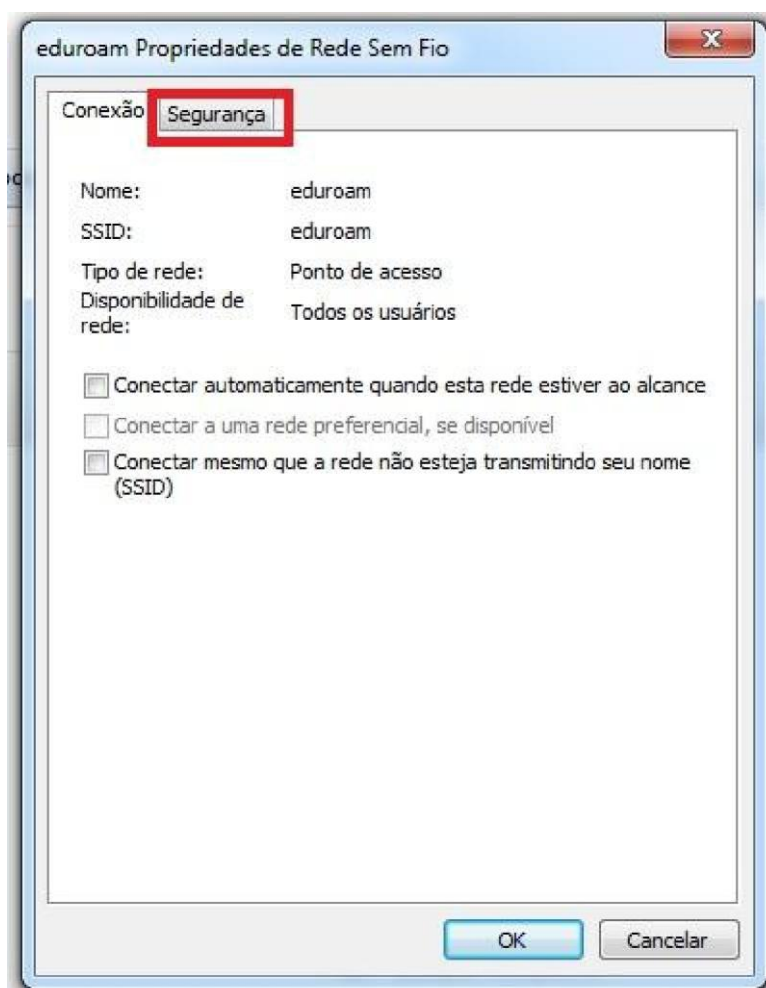 eduroam Propriedades de Rede Sem Fio
Conexão Segurança
Nome: eduroam
SSID: eduroam
Tipo de rede: Ponto de acesso
Disponibilidade de rede: Todos os usuários
Conectar automaticamente quando esta rede estiver ao alcance
Conectar a uma rede preferencial, se disponível
Conectar mesmo que a rede não esteja transmitindo seu nome
(SSID)
OK Cancelar